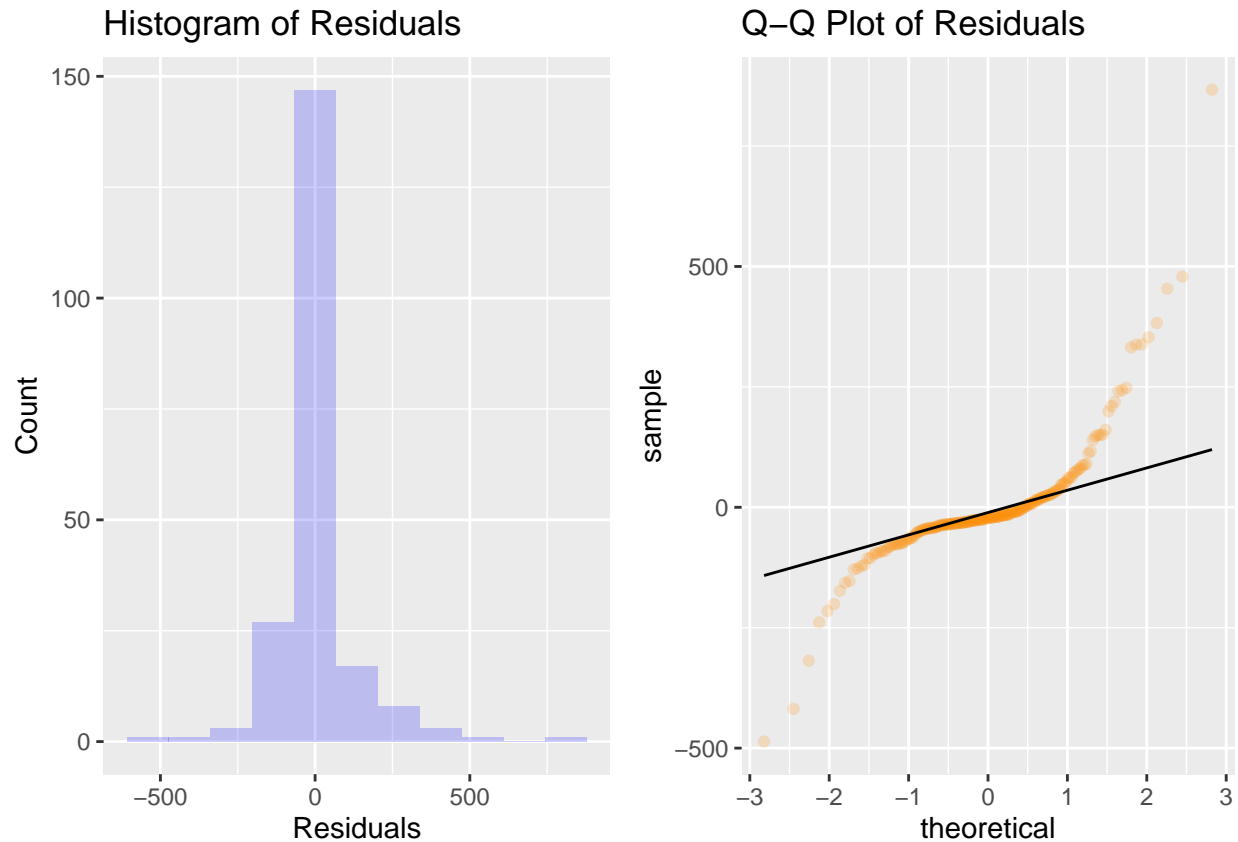 Histogram of Residuals
150
100
50
0
Count
−500
0
500
Residuals
Q−Q Plot of Residuals
500
0
−500
sample
−3
−2
−1
0
1
2
3
theoretical